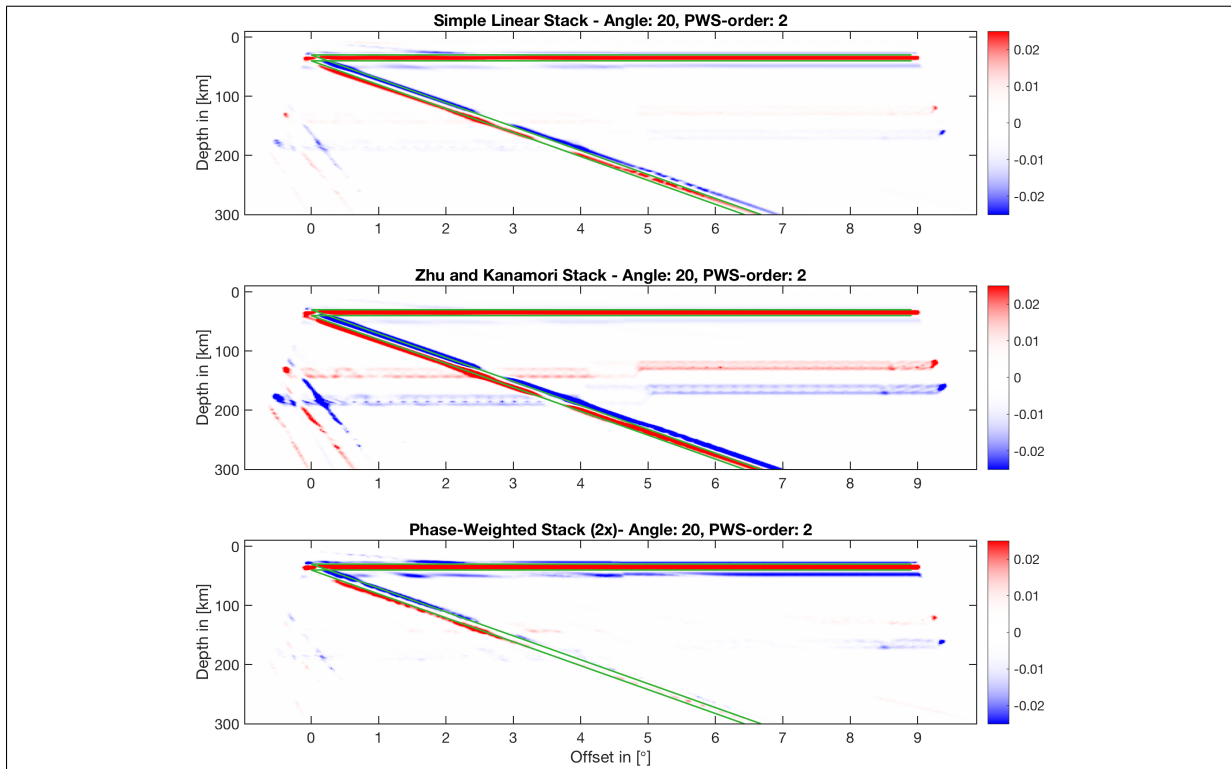 Simple Linear Stack - Angle: 20, PWS-order: 2
0
100
200
300
Depth in [km]
0 1 2 3 4 5 6 7 8 9
0.02
0.01
0
-0.01
-0.02
Zhu and Kanamori Stack - Angle: 20, PWS-order: 2
0
100
200
300
Depth in [km]
0 1 2 3 4 5 6 7 8 9
0.02
0.01
0
-0.01
-0.02
Phase-Weighted Stack (2x)- Angle: 20, PWS-order: 2
0
100
200
300
Depth in [km]
0 1 2 3 4 5 6 7 8 9
Offset in [°]
0.02
0.01
0
-0.01
-0.02